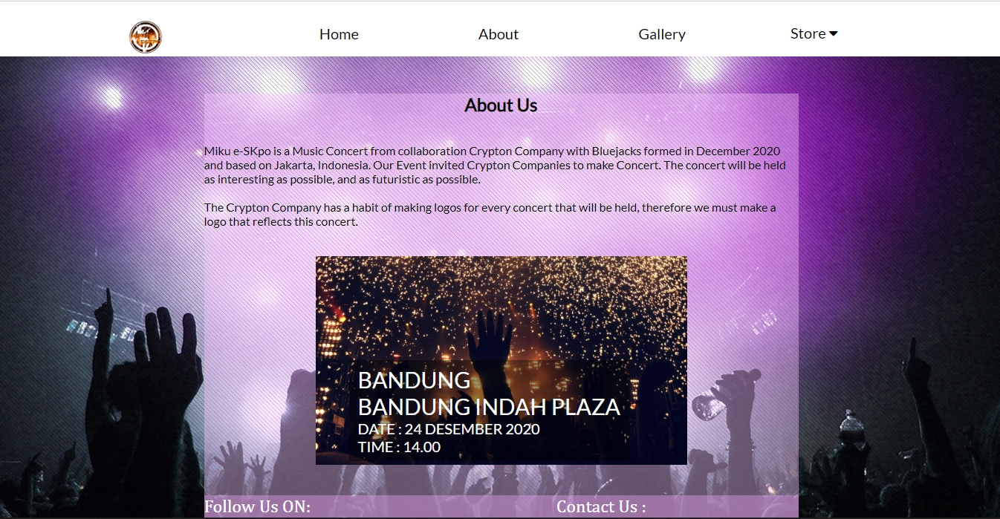 Home
About
Gallery
Store
About Us
Miku e-SKpo is a Music Concert from collaboration Crypton Company with Bluejacks formed in December 2020
and based on Jakarta, Indonesia. Our Event invited Crypton Companies to make Concert. The concert will be held
as interesting as possible, and as futuristic as possible.
The Crypton Company has a habit of making logos for every concert that will be held, therefore we must make a
logo that reflects this concert.
BANDUNG
BANDUNG INDAH PLAZA
DATE : 24 DESEMBER 2020
TIME : 14.00
Follow Us ON:
Contact Us :